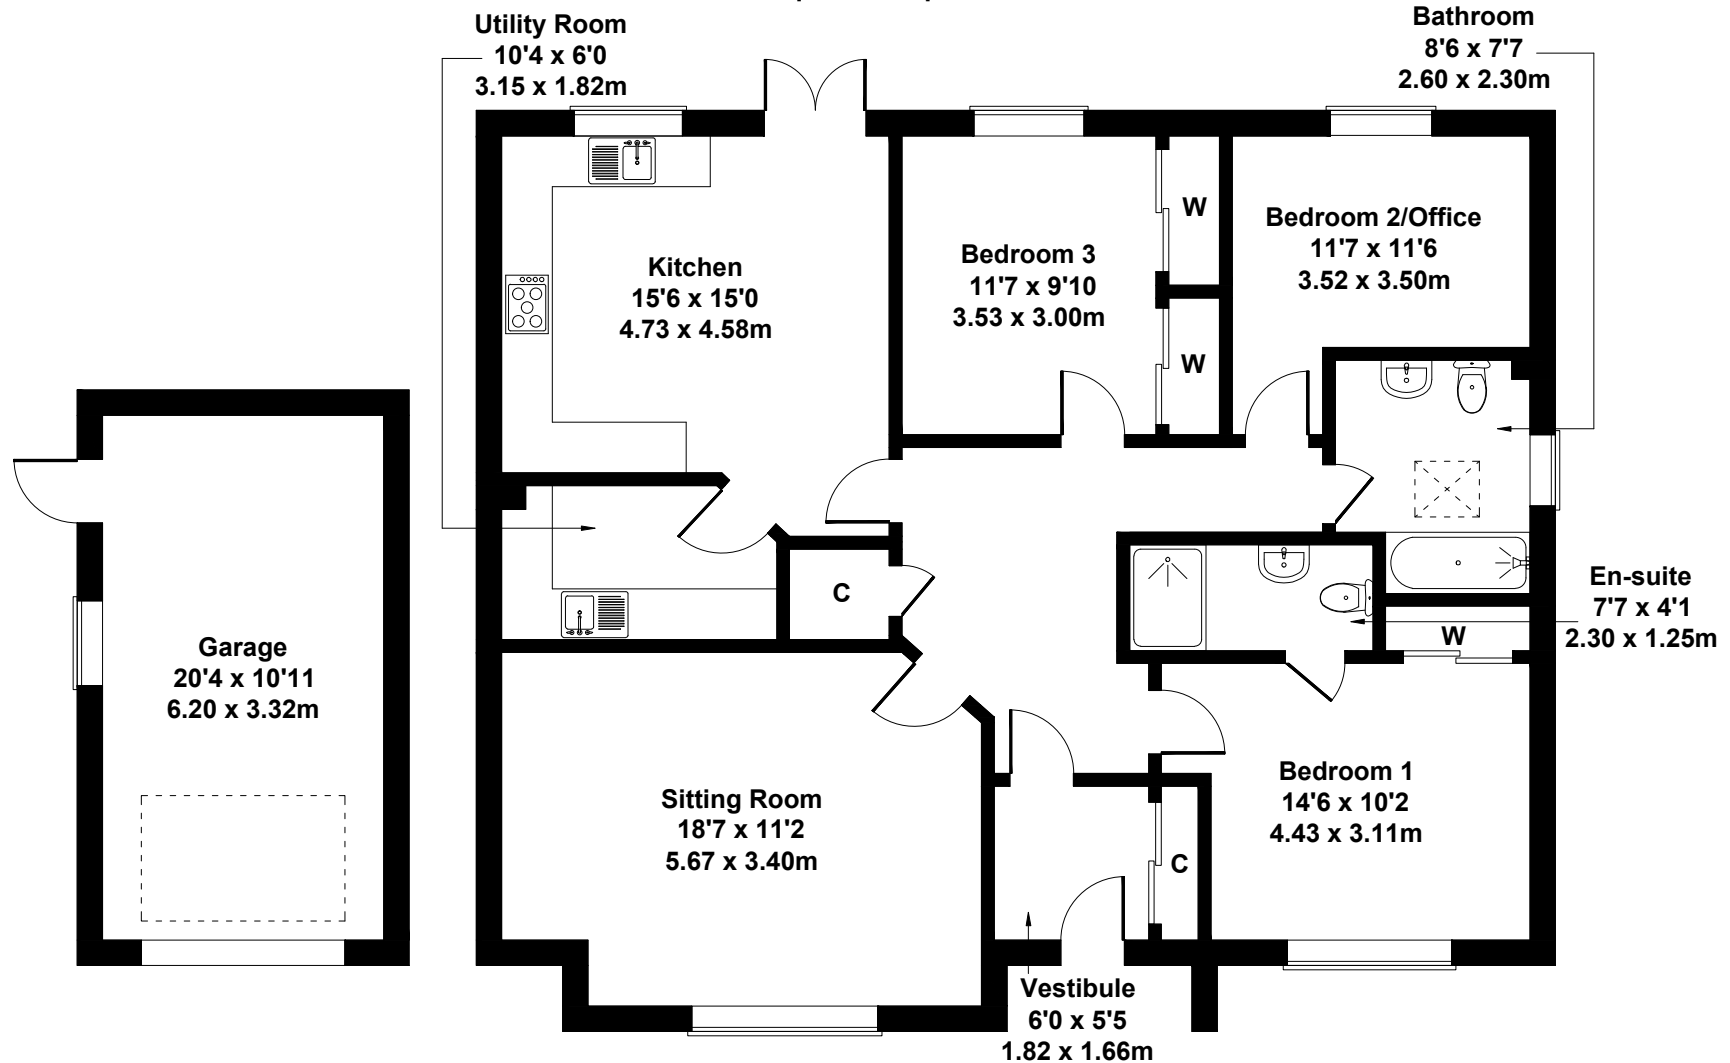 Utility Room
10'4 x 6'0
3.15 x 1.82m
Bathroom
8'6 x 7'7
2.60 x 2.30m
Kitchen
15'6 x 15'0
4.73 x 4.58m
Bedroom 3
11'7 x 9'10
3.53 x 3.00m
W
W
Bedroom 2/Office
11'7 x 11'6
3.52 x 3.50m
C
En-suite
7'7 x 4'1
2.30 x 1.25m
W
Garage
20'4 x 10'11
6.20 x 3.32m
Sitting Room
18'7 x 11'2
5.67 x 3.40m
Bedroom 1
14'6 x 10'2
4.43 x 3.11m
C
Vestibule
6'0 x 5'5
1.82 x 1.66m